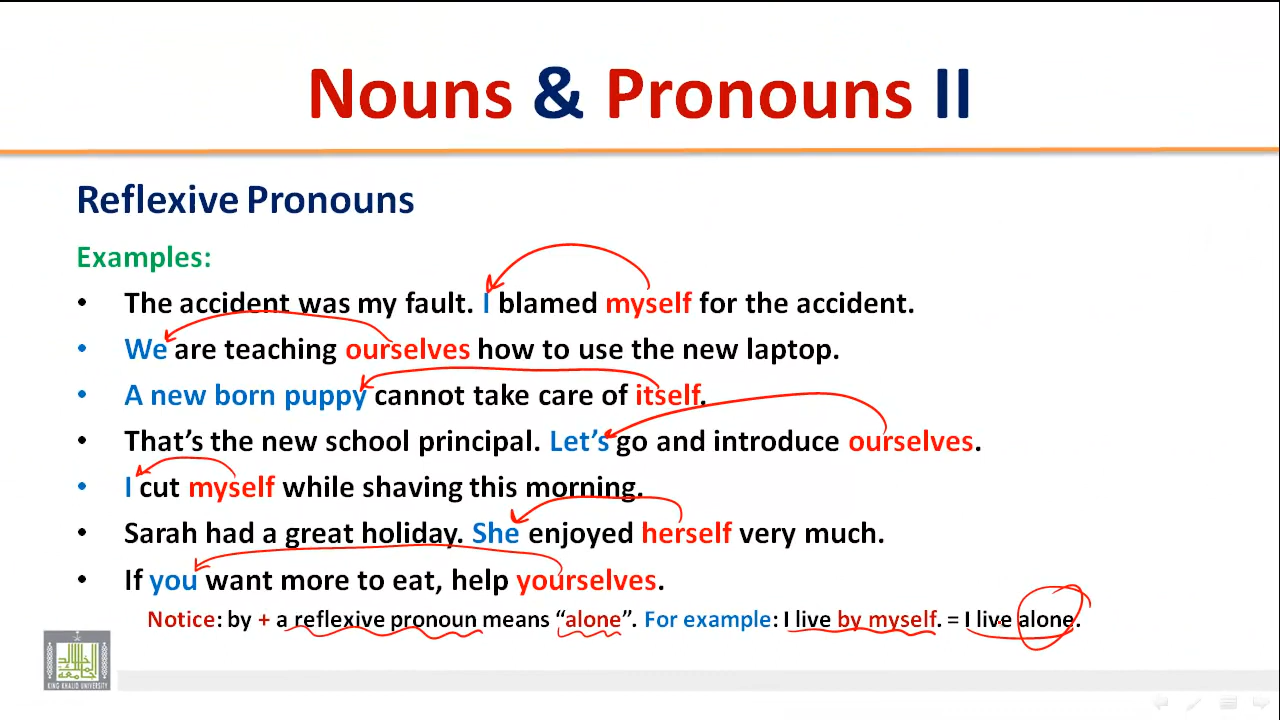 Nouns & Pronouns II
Reflexive Pronouns
Examples:
• The accident was my fault. I blamed myself for the accident.
• We are teaching ourselves how to use the new laptop.
• A new born puppy cannot take care of itself.
• That’s the new school principal. Let’s go and introduce ourselves.
• I cut myself while shaving this morning.
• Sarah had a great holiday. She enjoyed herself very much.
• If you want more to eat, help yourselves.
Notice: by + a reflexive pronoun means “alone”. For example: I live by myself. = I live alone.
KING KHALID UNIVERSITY